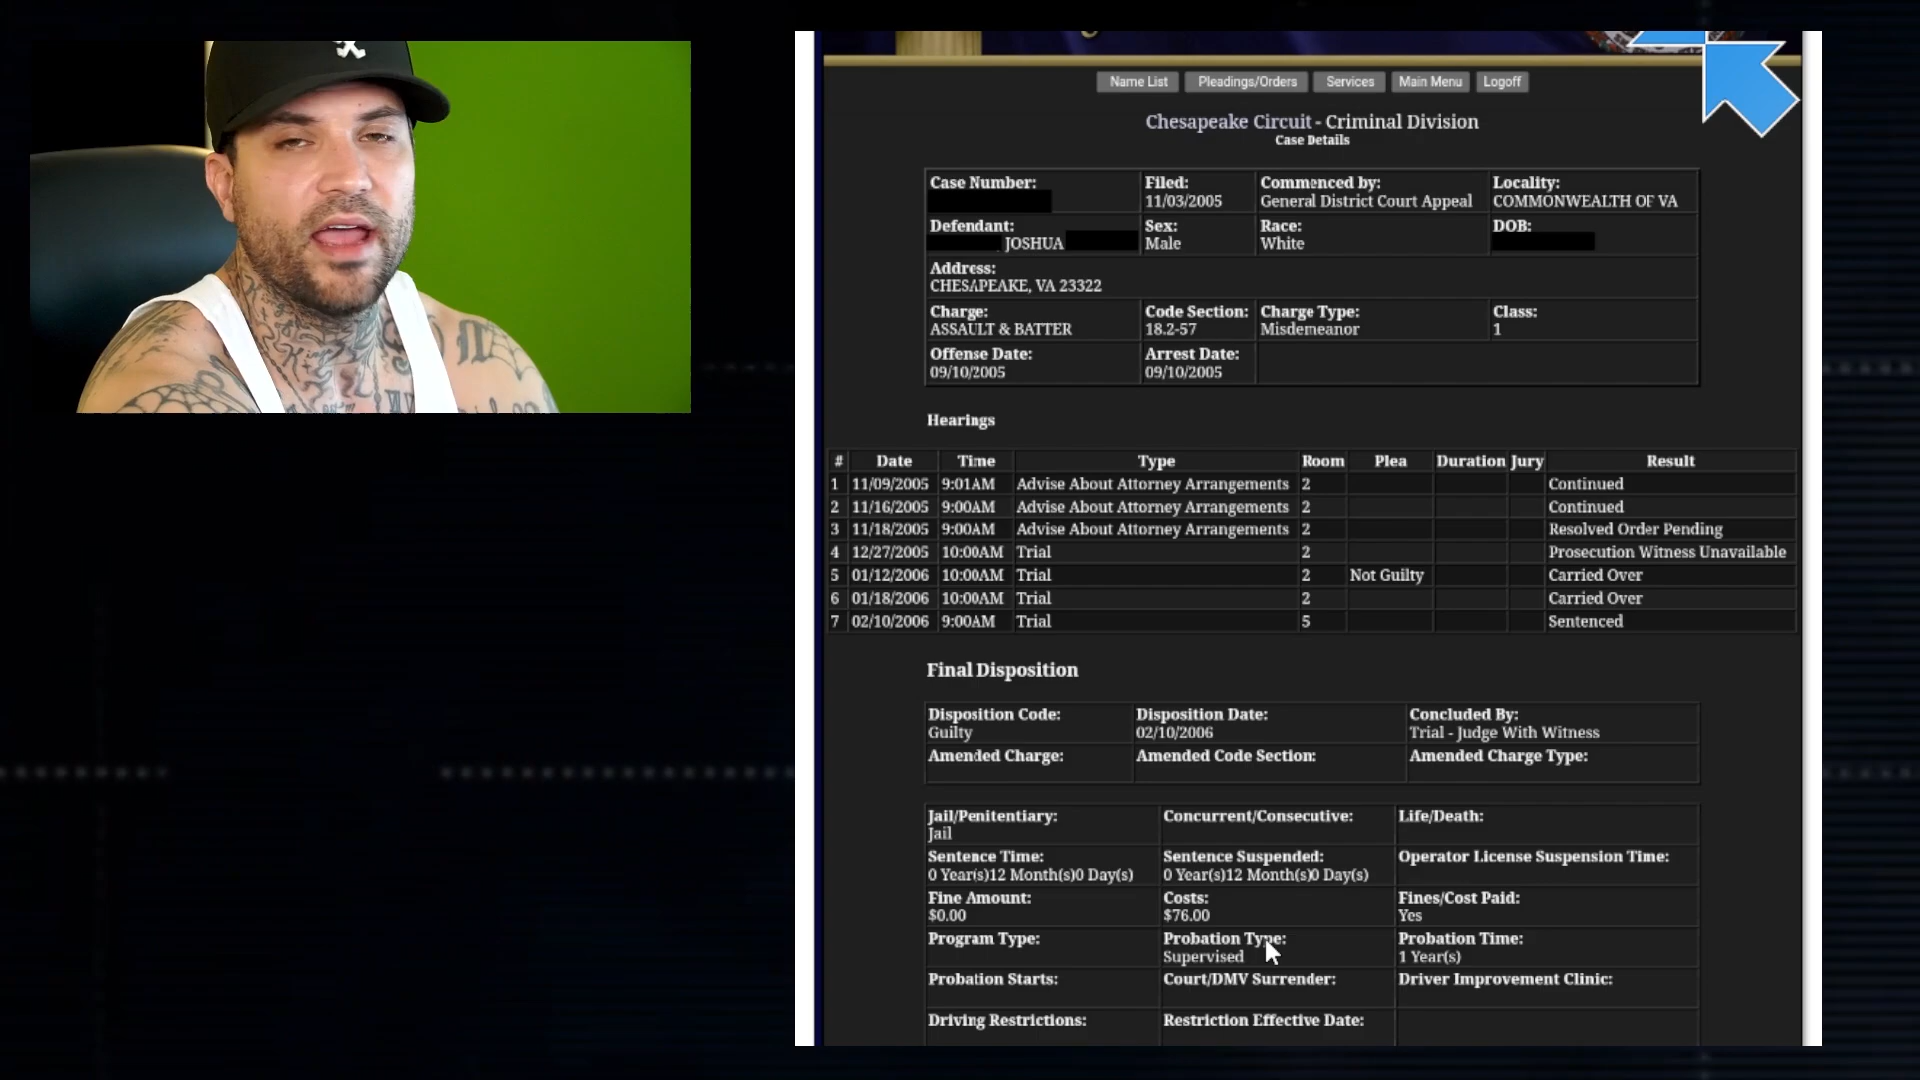 Name List Pleadings/Orders Services Main Menu Logoff
Chesapeake Circuit - Criminal Division
Case Details
Case Number: Filed: Commenced by: Locality:
11/03/2005 General District Court Appeal COMMONWEALTH OF VA
Defendant: Sex: Race: DOB:
JOSHUA Male White
Address:
CHESAPEAKE, VA 23322
Charge: Code Section: Charge Type: Class:
ASSAULT & BATTER 18.2-57 Misdemeanor 1
Offense Date: Arrest Date:
09/10/2005 09/10/2005
Hearings
# Date Time Type Room Plea Duration Jury Result
1 11/09/2005 9:01AM Advise About Attorney Arrangements 2 Continued
2 11/16/2005 9:00AM Advise About Attorney Arrangements 2 Continued
3 11/18/2005 9:00AM Advise About Attorney Arrangements 2 Resolved Order Pending
4 12/27/2005 10:00AM Trial 2 Prosecution Witness Unavailable
5 01/12/2006 10:00AM Trial 2 Not Guilty Carried Over
6 01/18/2006 10:00AM Trial 2 Carried Over
7 02/10/2006 9:00AM Trial 5 Sentenced
Final Disposition
Disposition Code: Disposition Date: Concluded By:
Guilty 02/10/2006 Trial - Judge With Witness
Amended Charge: Amended Code Section: Amended Charge Type:
Jail/Penitentiary: Concurrent/Consecutive: Life/Death:
Jail
Sentence Time: Sentence Suspended: Operator License Suspension Time:
0 Year(s)12 Month(s)0 Day(s) 0 Year(s)12 Month(s)0 Day(s)
Fine Amount: Costs: Fines/Cost Paid:
$0.00 $76.00 Yes
Program Type: Probation Type: Probation Time:
Supervised 1 Year(s)
Probation Starts: Court/DMV Surrender: Driver Improvement Clinic:
Driving Restrictions: Restriction Effective Date: